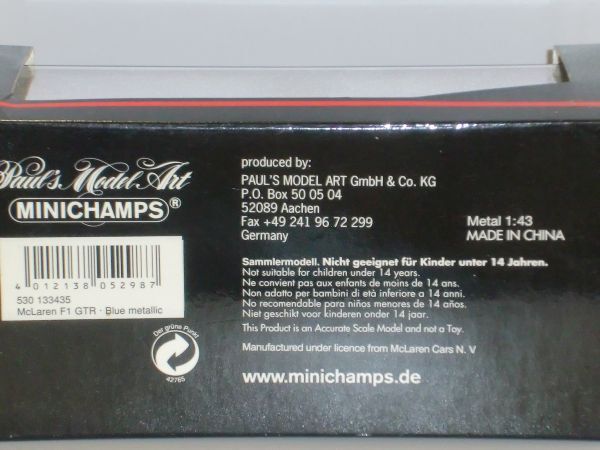 Paul's Model Art
MINICHAMPS®
4 012138 052987
530 133435
McLaren F1 GTR · Blue metallic
Der grüne Punkt
42765
produced by:
PAUL'S MODEL ART GmbH & Co. KG
P.O. Box 50 05 04
52089 Aachen
Fax +49 241 96 72 299
Germany
Metal 1:43
MADE IN CHINA
Sammlermodell. Nicht geeignet für Kinder unter 14 Jahren.
Not suitable for children under 14 years.
Ne convient pas aux enfants de moins de 14 ans.
Non adatto per bambini di età inferiore a 14 anni.
No recomendable para niños menores de 14 años.
Niet geschikt voor kinderen onder 14 jaar.
This Product is an Accurate Scale Model and not a Toy.
Manufactured under licence from McLaren Cars N. V
www.minichamps.de